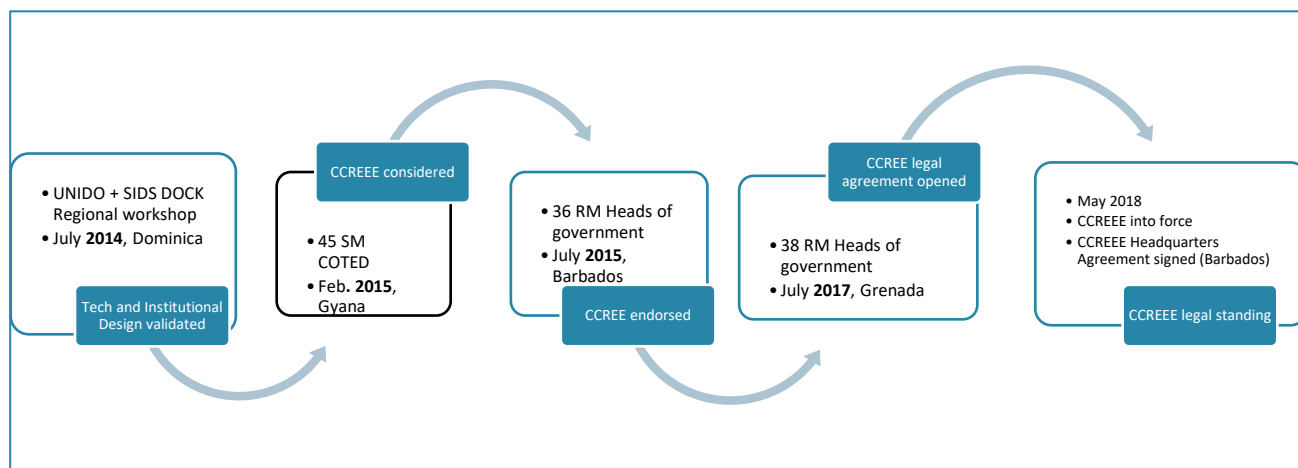 • UNIDO + SIDS DOCK
Regional workshop
• July 2014, Dominica
Tech and Institutional
Design validated
CCREEE considered
• 45 SM
COTED
• Feb. 2015,
Gyana
• 36 RM Heads of
government
• July 2015,
Barbados
CCREE endorsed
CCREE legal
agreement opened
• 38 RM Heads of
government
• July 2017, Grenada
• May 2018
• CCREEE into force
• CCREEE Headquarters
Agreement signed (Barbados)
CCREEE legal standing